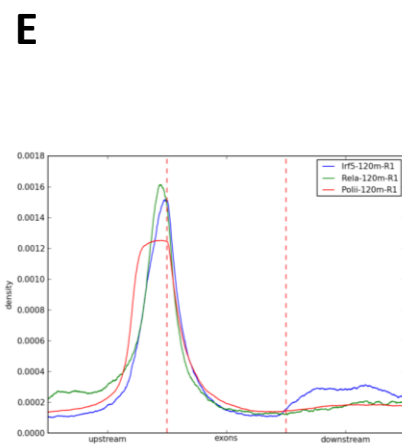 E
0.0018
0.0016
0.0014
0.0012
0.0010
0.0008
0.0006
0.0004
0.0002
0.0000
density
Irf5-120m-R1
Rela-120m-R1
Polii-120m-R1
upstream
exons
downstream